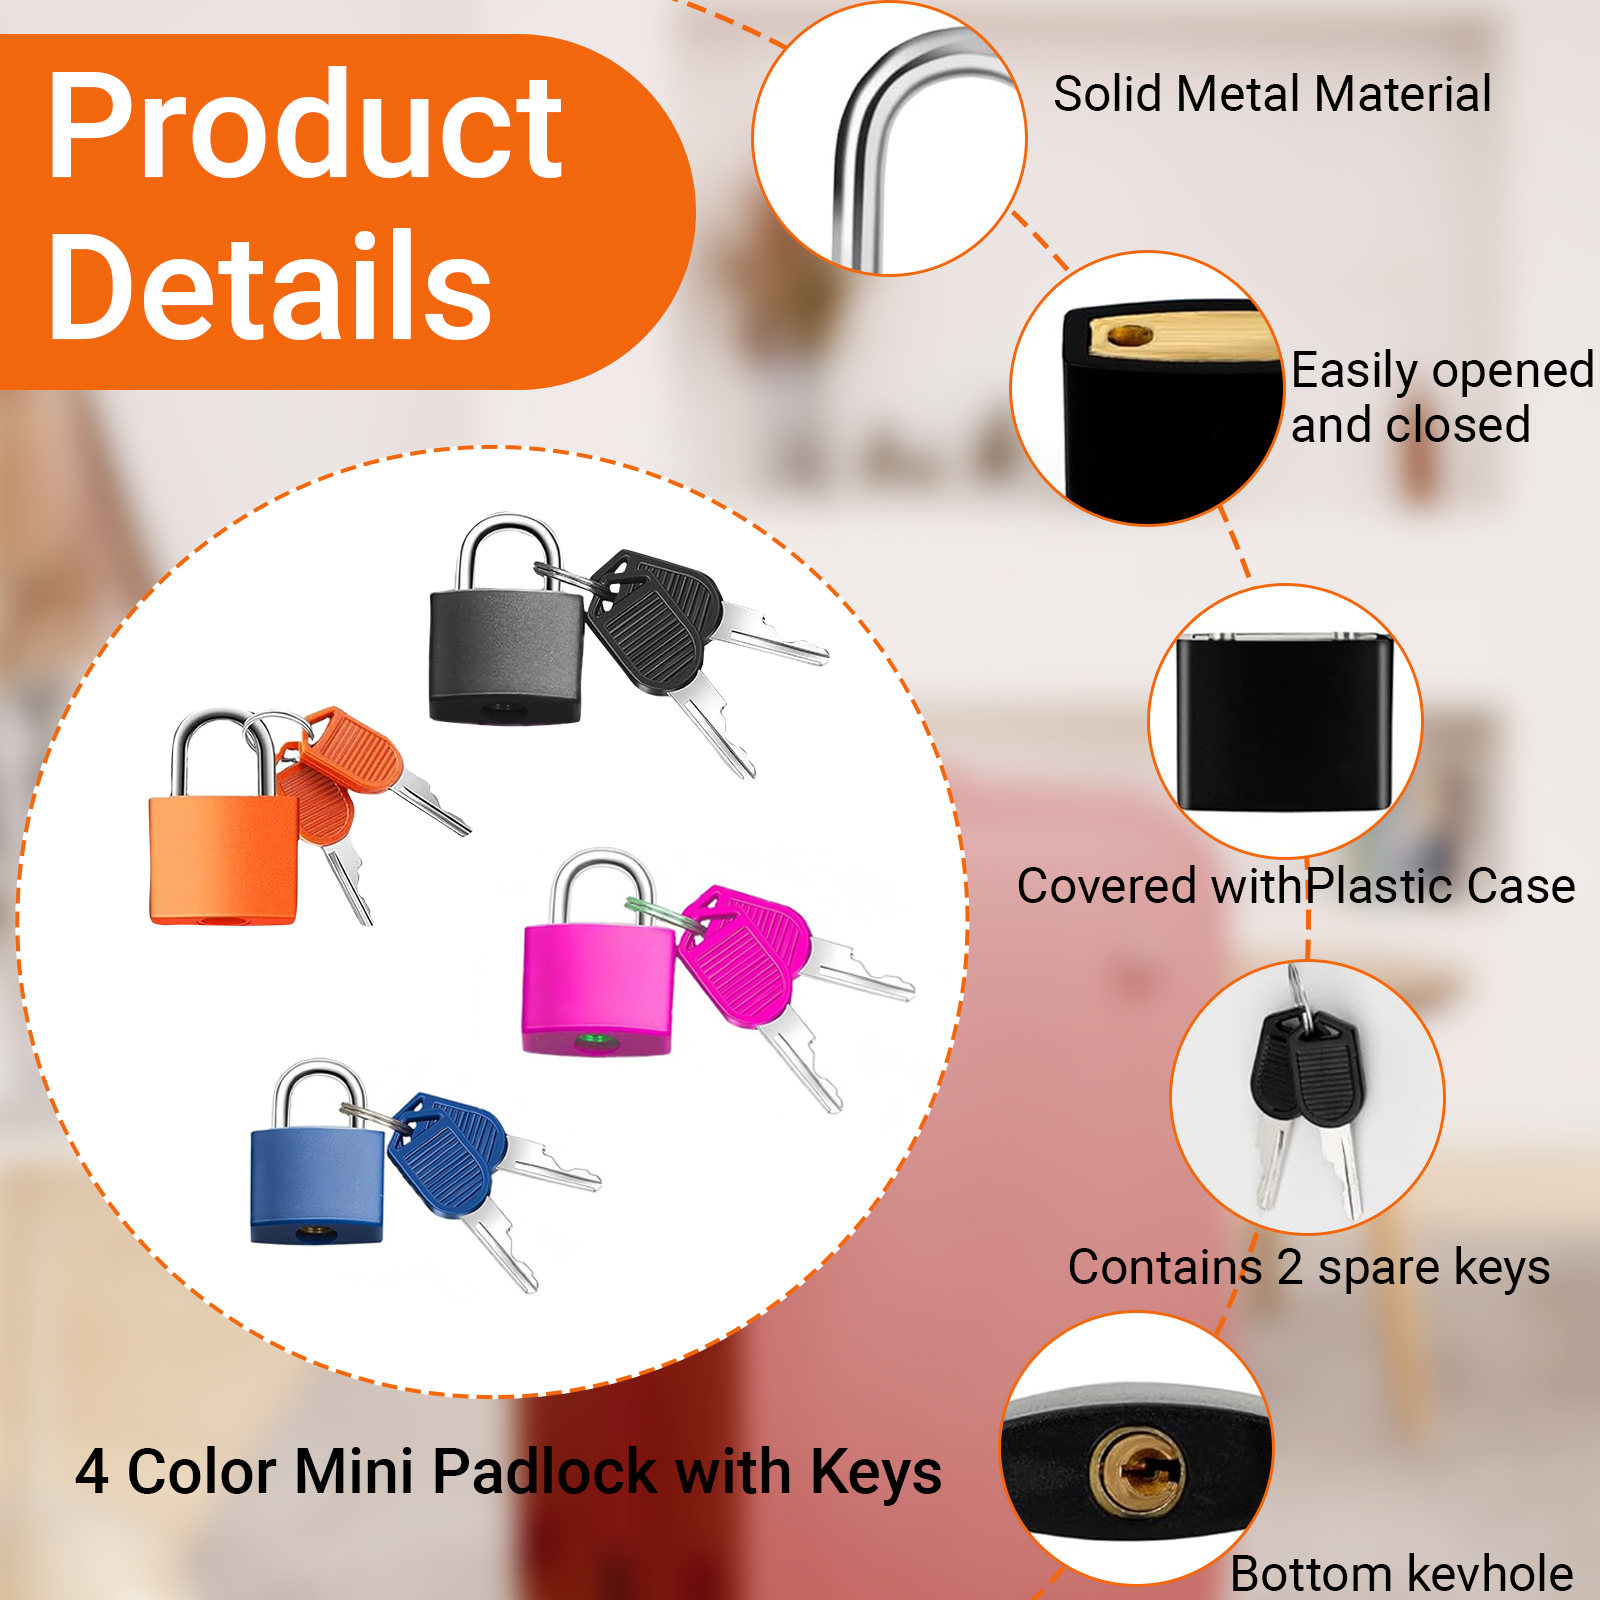 Product
Details
Solid Metal Material
Easily opened
and closed
Covered withPlastic Case
Contains 2 spare keys
4 Color Mini Padlock with Keys
Bottom keyhole